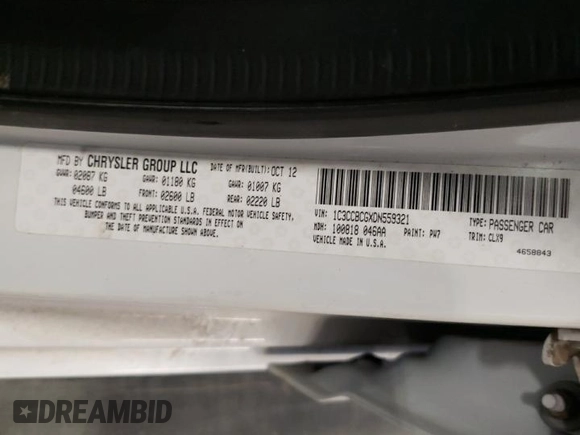 MFD BY CHRYSLER GROUP LLC DATE OF MFR(BUILT): OCT 12
GVWR: 02087 KG GAWR: 01180 KG GAWR: 01007 KG
04600 LB FRONT: 02600 LB REAR: 02220 LB
THIS VEHICLE CONFORMS TO ALL APPLICABLE U.S.A. FEDERAL MOTOR VEHICLE SAFETY,
BUMPER AND THEFT PREVENTION STANDARDS IN EFFECT ON
THE DATE OF MANUFACTURE SHOWN ABOVE.
VIN: 1C3CCBCGXDN559321 TYPE: PASSENGER CAR
MDH: 100818 046AA PAINT: PW7 TRIM: CLX9
VEHICLE MADE IN U.S.A. 4658843
DREAMBID